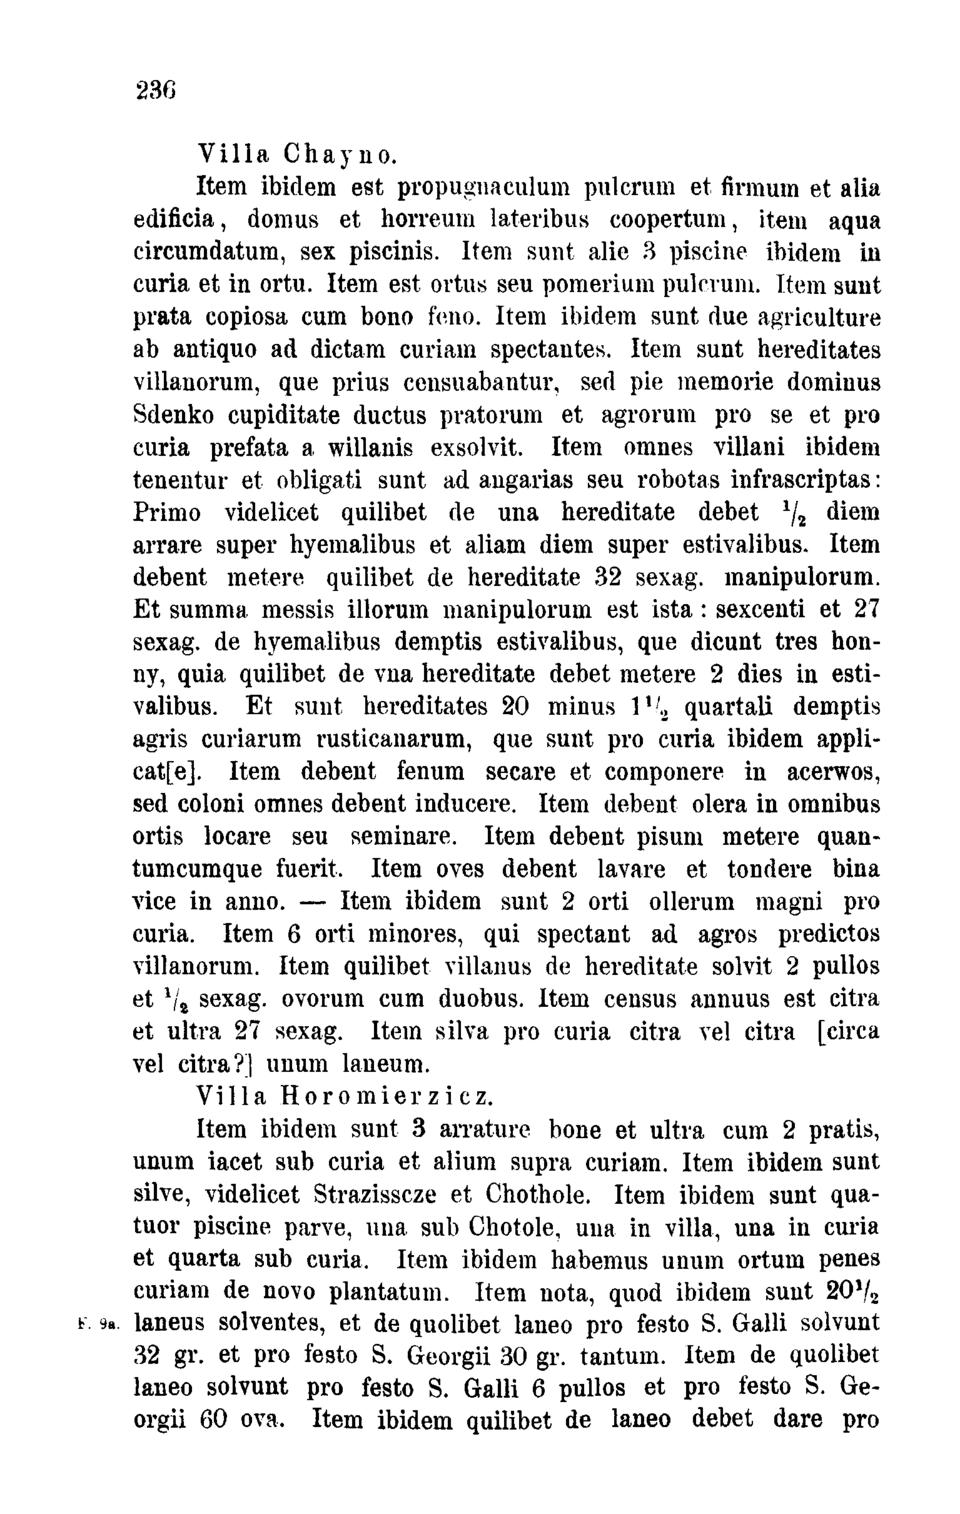 236
Villa Chayno.
Item ibidem est propugnaculum pulcrum et firmum et alia
edificia, domus et horreum lateribus coopertum, item aqua
circumdatum, sex piscinis. Item sunt alie 3 piscine ibidem in
curia et in ortu. Item est ortus seu pomerium pulcrum. Item sunt
prata copiosa cum bono feno. Item ibidem sunt due agriculture
ab antiquo ad dictam curiam spectantes. Item sunt hereditates
villanorum, que prius censuabantur, sed pie memorie dominus
Sdenko cupiditate ductus pratorum et agrorum pro se et pro
curia prefata a willanis exsolvit. Item omnes villani ibidem
tenentur et obligati sunt ad angarias seu robotas infrascriptas:
Primo videlicet quilibet de una hereditate debet 1/2 diem
arrare super hyemalibus et aliam diem super estivalibus. Item
debent metere quilibet de hereditate 32 sexag. manipulorum.
Et summa messis illorum manipulorum est ista : sexcenti et 27
sexag. de hyemalibus demptis estivalibus, que dicunt tres hon-
ny, quia quilibet de vna hereditate debet metere 2 dies in esti-
valibus. Et sunt hereditates 20 minus 1 1/2 quartali demptis
agris curiarum rusticanarum, que sunt pro curia ibidem appli-
cat[e]. Item debent fenum secare et componere in acerwos,
sed coloni omnes debent inducere. Item debent olera in omnibus
ortis locare seu seminare. Item debent pisum metere quan-
tumcumque fuerit. Item oves debent lavare et tondere bina
vice in anno. — Item ibidem sunt 2 orti ollerum magni pro
curia. Item 6 orti minores, qui spectant ad agros predictos
villanorum. Item quilibet villanus de hereditate solvit 2 pullos
et 1/2 sexag. ovorum cum duobus. Item census annuus est citra
et ultra 27 sexag. Item silva pro curia citra vel citra [circa
vel citra?] unum laneum.
Villa Horomierzicz.
Item ibidem sunt 3 arrature bone et ultra cum 2 pratis,
unum iacet sub curia et alium supra curiam. Item ibidem sunt
silve, videlicet Strazisscze et Chothole. Item ibidem sunt qua-
tuor piscine parve, una sub Chotole, una in villa, una in curia
et quarta sub curia. Item ibidem habemus unum ortum penes
curiam de novo plantatum. Item nota, quod ibidem sunt 20 1/2
F. 9a. laneus solventes, et de quolibet laneo pro festo S. Galli solvunt
32 gr. et pro festo S. Georgii 30 gr. tantum. Item de quolibet
laneo solvunt pro festo S. Galli 6 pullos et pro festo S. Ge-
orgii 60 ova. Item ibidem quilibet de laneo debet dare pro